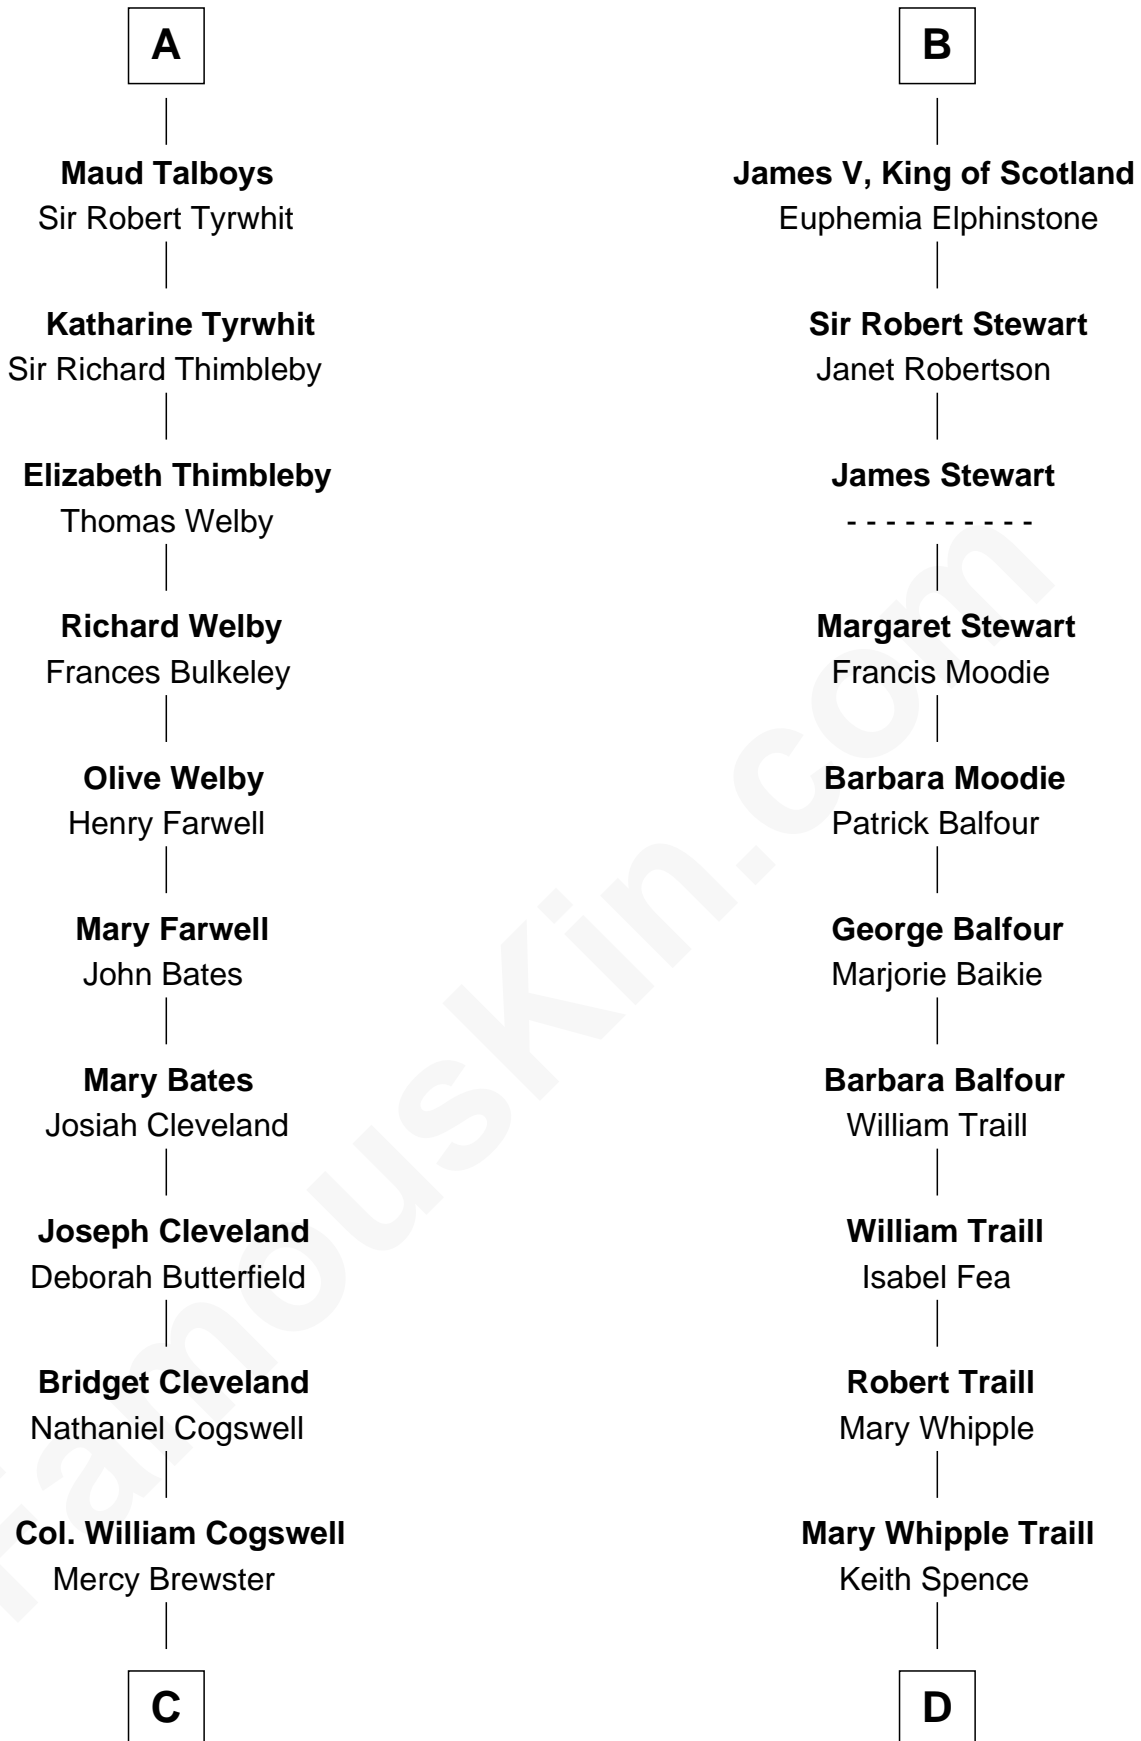 A
Maud Talboys
Sir Robert Tyrwhit
Katharine Tyrwhit
Sir Richard Thimbleby
Elizabeth Thimbleby
Thomas Welby
Richard Welby
Frances Bulkeley
Olive Welby
Henry Farwell
Mary Farwell
John Bates
Mary Bates
Josiah Cleveland
Joseph Cleveland
Deborah Butterfield
Bridget Cleveland
Nathaniel Cogswell
Col. William Cogswell
Mercy Brewster
C
B
James V, King of Scotland
Euphemia Elphinstone
Sir Robert Stewart
Janet Robertson
James Stewart
- - - - - - - - - -
Margaret Stewart
Francis Moodie
Barbara Moodie
Patrick Balfour
George Balfour
Marjorie Baikie
Barbara Balfour
William Traill
William Traill
Isabel Fea
Robert Traill
Mary Whipple
Mary Whipple Traill
Keith Spence
D
FamousKin.com